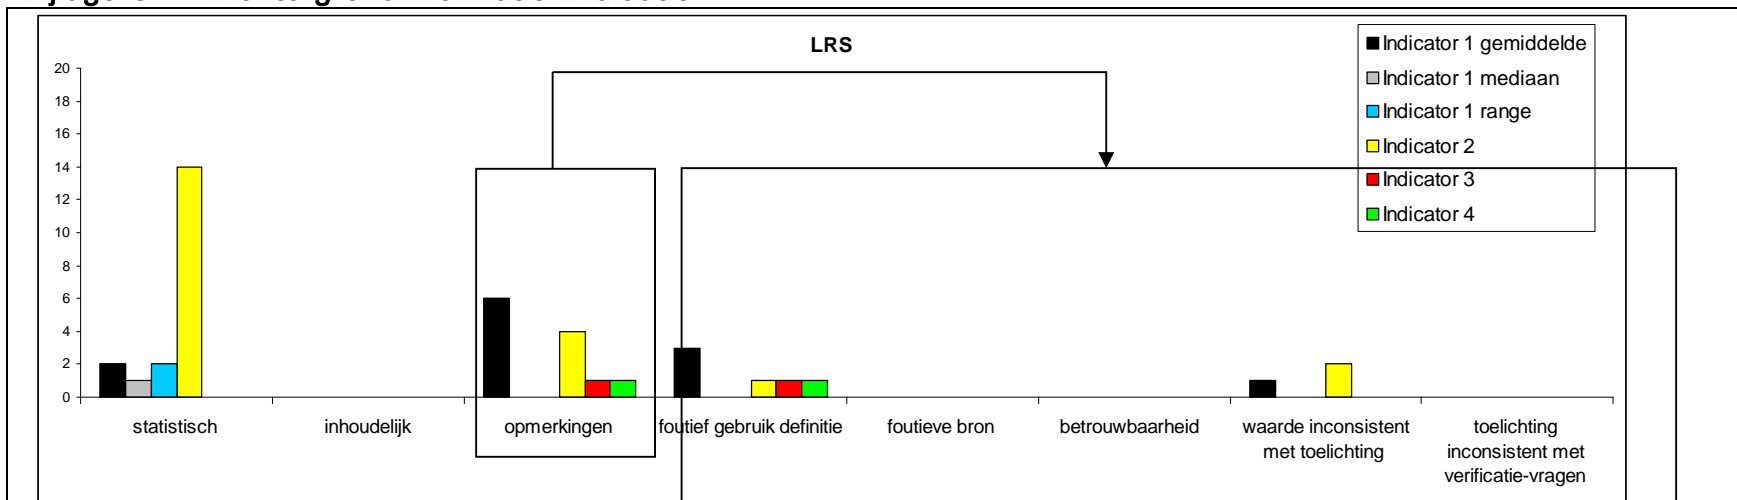 LRS
Indicator 1 gemiddelde
Indicator 1 mediaan
Indicator 1 range
Indicator 2
Indicator 3
Indicator 4
20
18
16
14
12
10
8
6
4
2
0
statistisch
inhoudelijk
opmerkingen
foutief gebruik definitie
foutieve bron
betrouwbaarheid
waarde inconsistent
met toelichting
toelichting
inconsistent met
verificatie-vragen